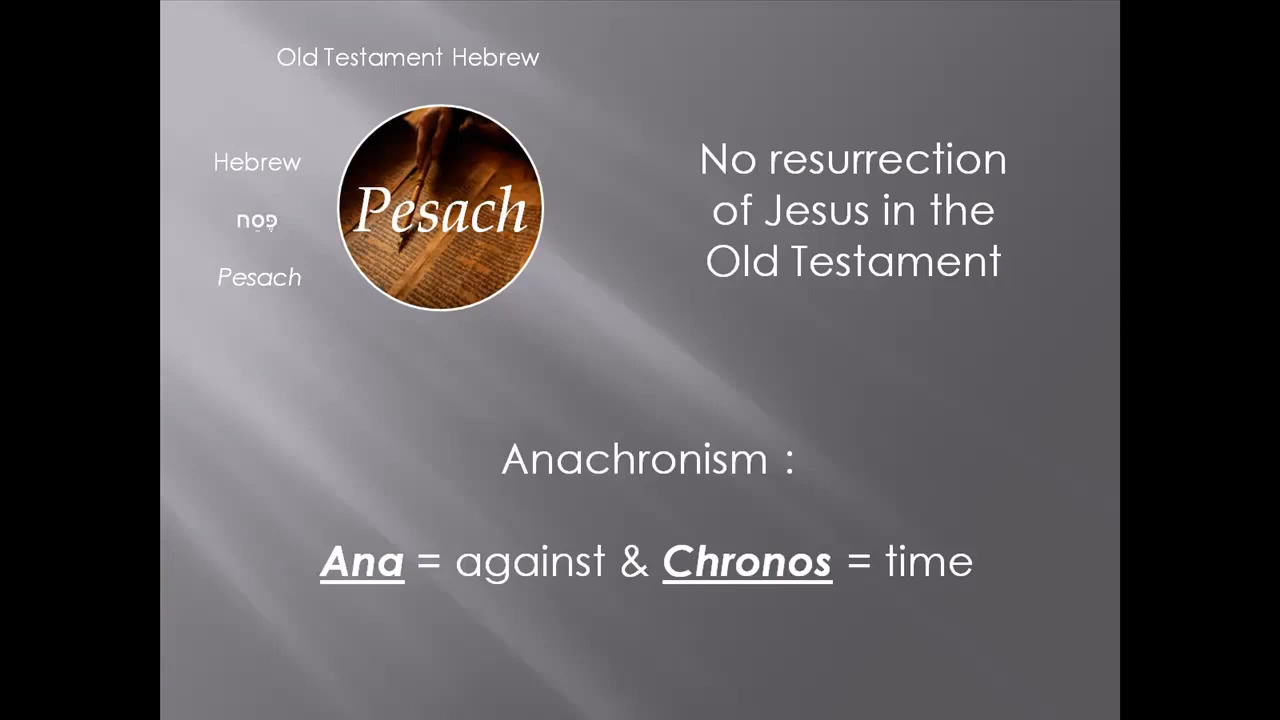 Old Testament Hebrew
Hebrew
פֶּסַח
Pesach
Pesach
No resurrection
of Jesus in the
Old Testament
Anachronism :
Ana = against & Chronos = time